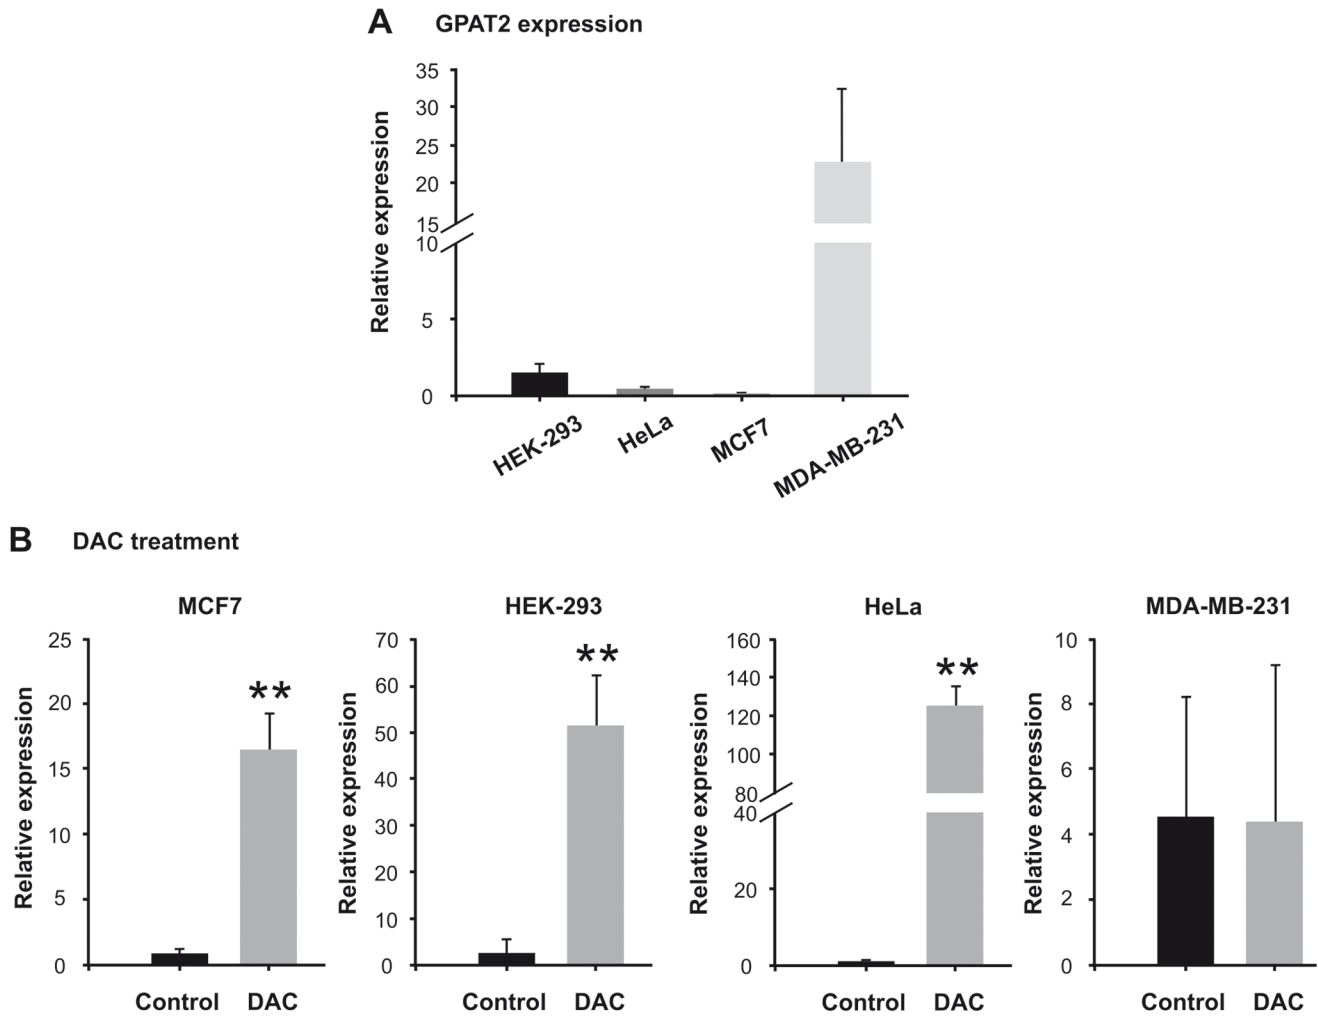 A GPAT2 expression
Relative expression
35
30
25
20
15
10
5
0
HEK-293 HeLa MCF7 MDA-MB-231
B DAC treatment
MCF7
Relative expression
25
20
15
10
5
0
Control DAC
**
HEK-293
Relative expression
70
60
50
40
30
20
10
0
Control DAC
**
HeLa
Relative expression
160
140
120
100
80
40
20
0
Control DAC
**
MDA-MB-231
Relative expression
10
8
6
4
2
0
Control DAC